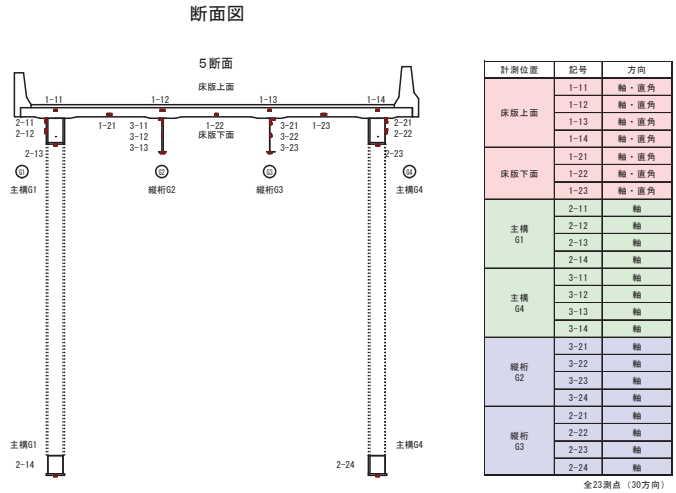 断面図
5断面
床版上面
1-11
1-12
1-13
1-14
2-11
2-12
1-21
3-11
3-12
3-13
1-22
床版下面
3-21
3-22
3-23
1-23
2-21
2-22
2-13
2-23
G1
G2
G3
G4
主構G1
縦桁G2
縦桁G3
主構G4
主構G1
主構G4
2-14
2-24
計測位置 記号 方向
床版上面
1-11 軸・直角
1-12 軸・直角
1-13 軸・直角
1-14 軸・直角
床版下面
1-21 軸・直角
1-22 軸・直角
1-23 軸・直角
主構
G1
2-11 軸
2-12 軸
2-13 軸
2-14 軸
主構
G4
3-11 軸
3-12 軸
3-13 軸
3-14 軸
縦桁
G2
3-21 軸
3-22 軸
3-23 軸
3-24 軸
縦桁
G3
2-21 軸
2-22 軸
2-23 軸
2-24 軸
全23測点（30方向）